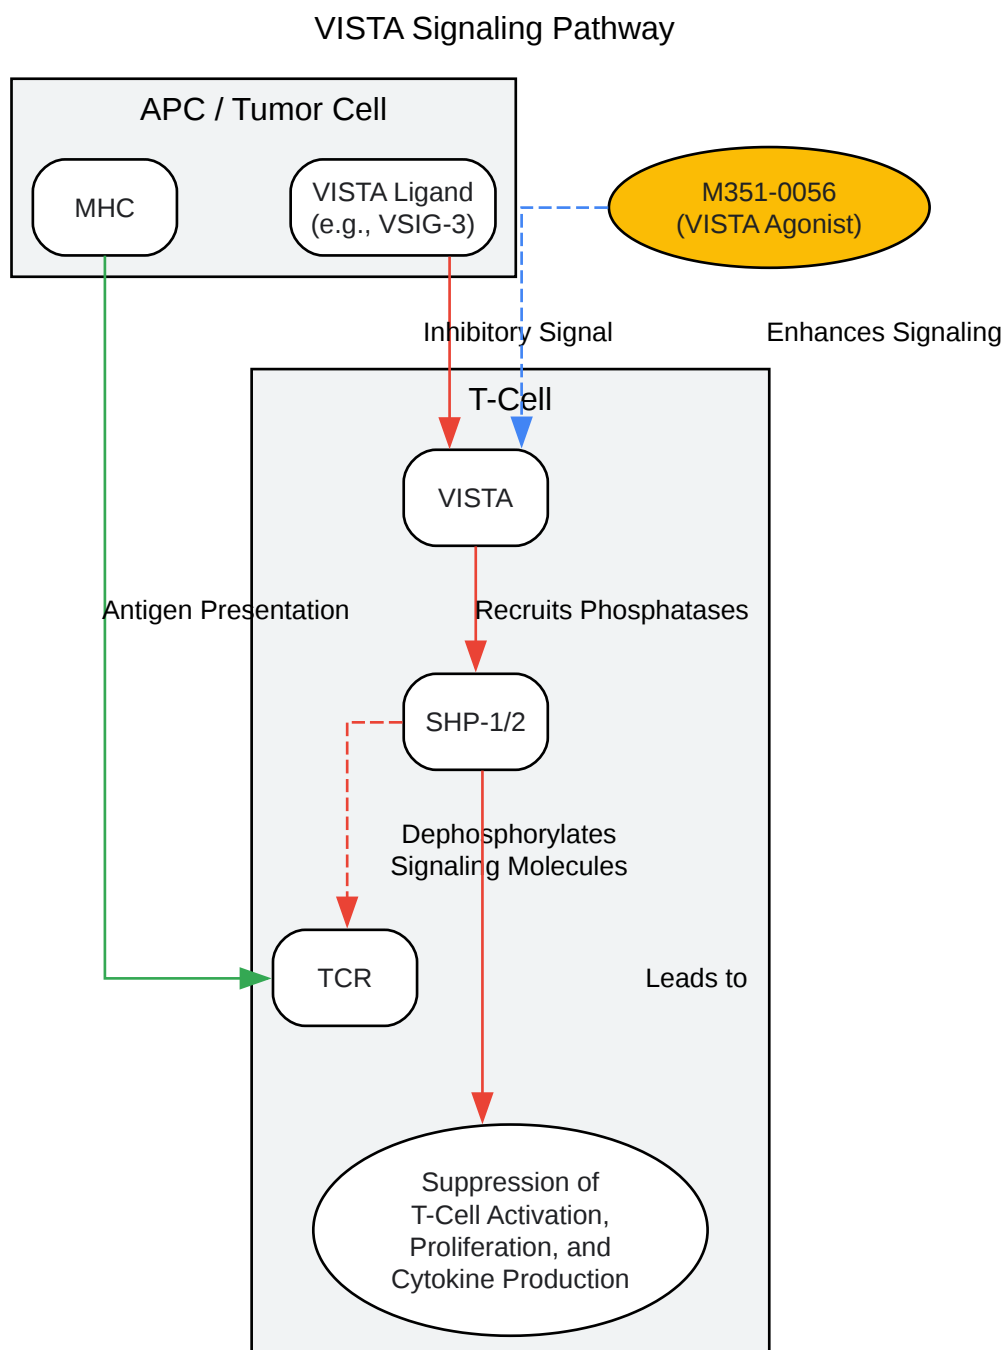 VISTA Signaling Pathway
APC / Tumor Cell
MHC
VISTA Ligand
(e.g., VSIG-3)
M351-0056
(VISTA Agonist)
Inhibitory Signal
Enhances Signaling
T-Cell
VISTA
Antigen Presentation
Recruits Phosphatases
SHP-1/2
Dephosphorylates
Signaling Molecules
TCR
Leads to
Suppression of
T-Cell Activation,
Proliferation, and
Cytokine Production